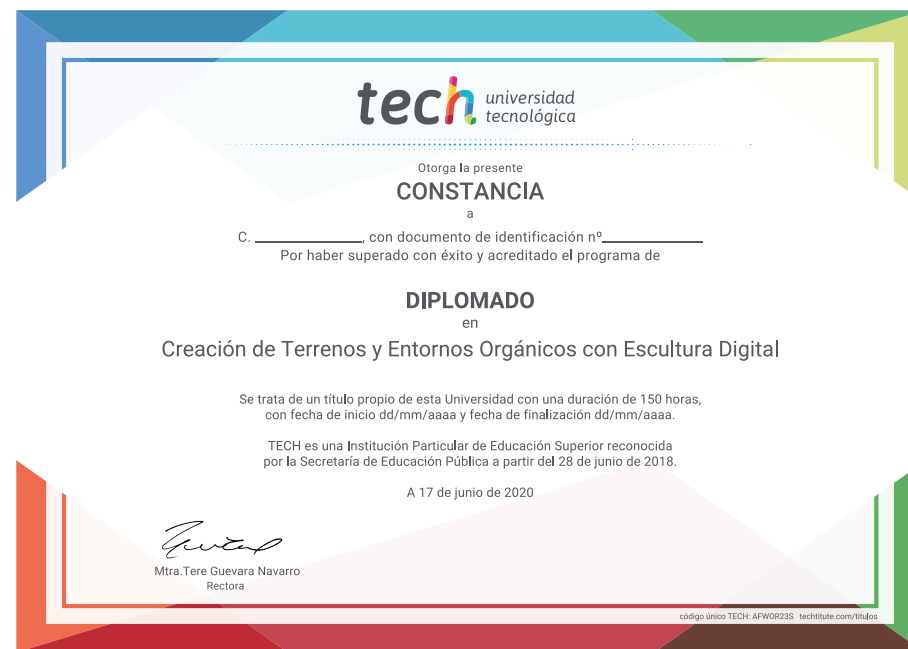 tech universidad
tecnológica
Otorga la presente
CONSTANCIA
a
C. ____________, con documento de identificación nº____________
Por haber superado con éxito y acreditado el programa de
DIPLOMADO
en
Creación de Terrenos y Entornos Orgánicos con Escultura Digital
Se trata de un título propio de esta Universidad con una duración de 150 horas,
con fecha de inicio dd/mm/aaaa y fecha de finalización dd/mm/aaaa.
TECH es una Institución Particular de Educación Superior reconocida
por la Secretaría de Educación Pública a partir del 28 de junio de 2018.
A 17 de junio de 2020
Mtra.Tere Guevara Navarro
Rectora
código único TECH: AFWOR23S techtitute.com/titulos